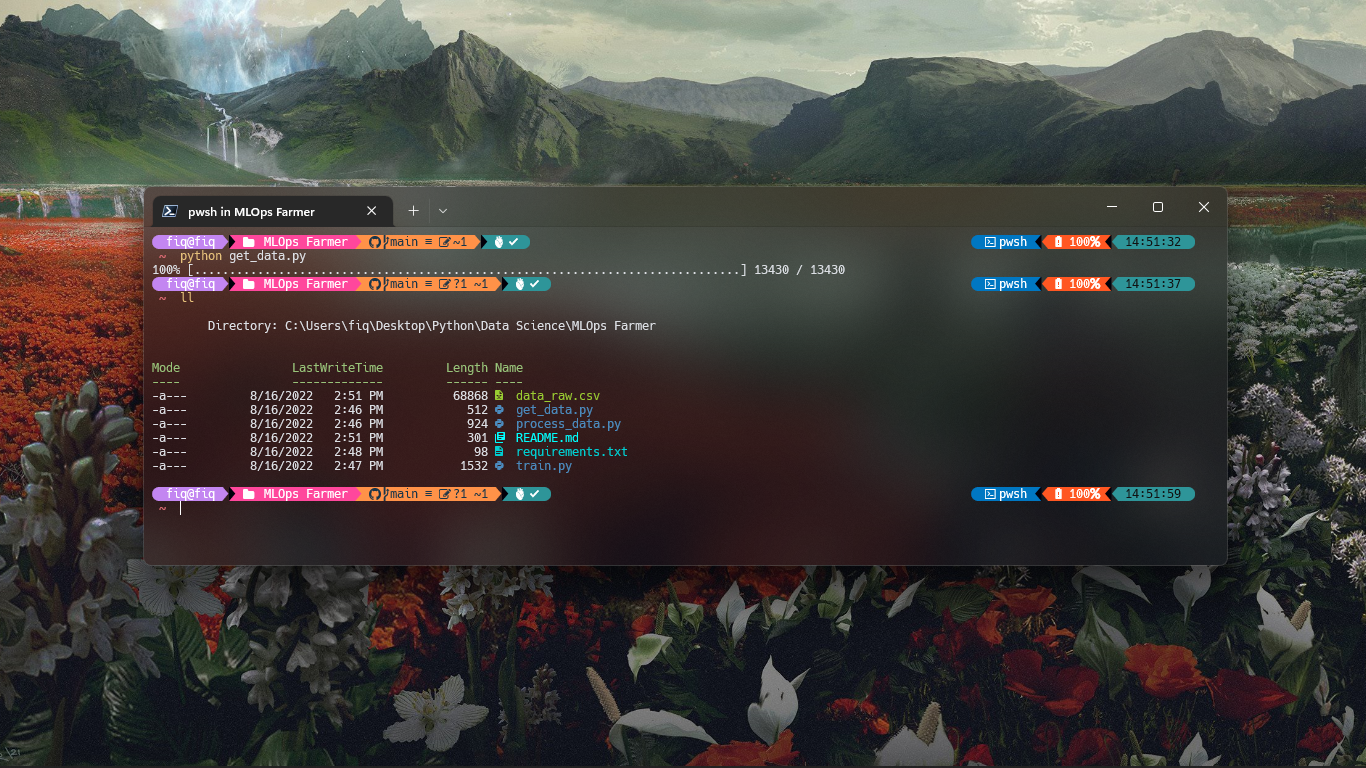 pwsh in MLOps Farmer
fiq@fiq MLOps Farmer main ≡ ~1 pwsh 100% 14:51:32
~ python get_data.py
100% [...............................................................................] 13430 / 13430
fiq@fiq MLOps Farmer main ≡ ?1 ~1 pwsh 100% 14:51:37
~ ll
Directory: C:\Users\fiq\Desktop\Python\Data Science\MLOps Farmer
Mode LastWriteTime Length Name
---- ------------- ------ ----
-a--- 8/16/2022 2:51 PM 68868 data_raw.csv
-a--- 8/16/2022 2:46 PM 512 get_data.py
-a--- 8/16/2022 2:46 PM 924 process_data.py
-a--- 8/16/2022 2:51 PM 301 README.md
-a--- 8/16/2022 2:48 PM 98 requirements.txt
-a--- 8/16/2022 2:47 PM 1532 train.py
fiq@fiq MLOps Farmer main ≡ ?1 ~1 pwsh 100% 14:51:59
~